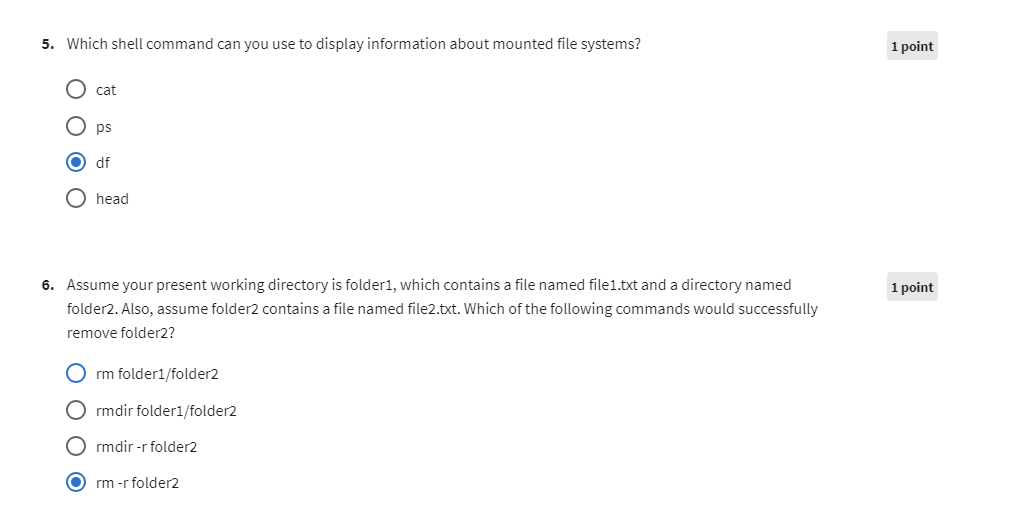 5. Which shell command can you use to display information about mounted file systems?
1 point
cat
ps
df
head
6. Assume your present working directory is folder1, which contains a file named file1.txt and a directory named
1 point
folder2. Also, assume folder2 contains a file named file2.txt. Which of the following commands would successfully
remove folder2?
rm folder1/folder2
rmdir folder1/folder2
rmdir -r folder2
rm -r folder2